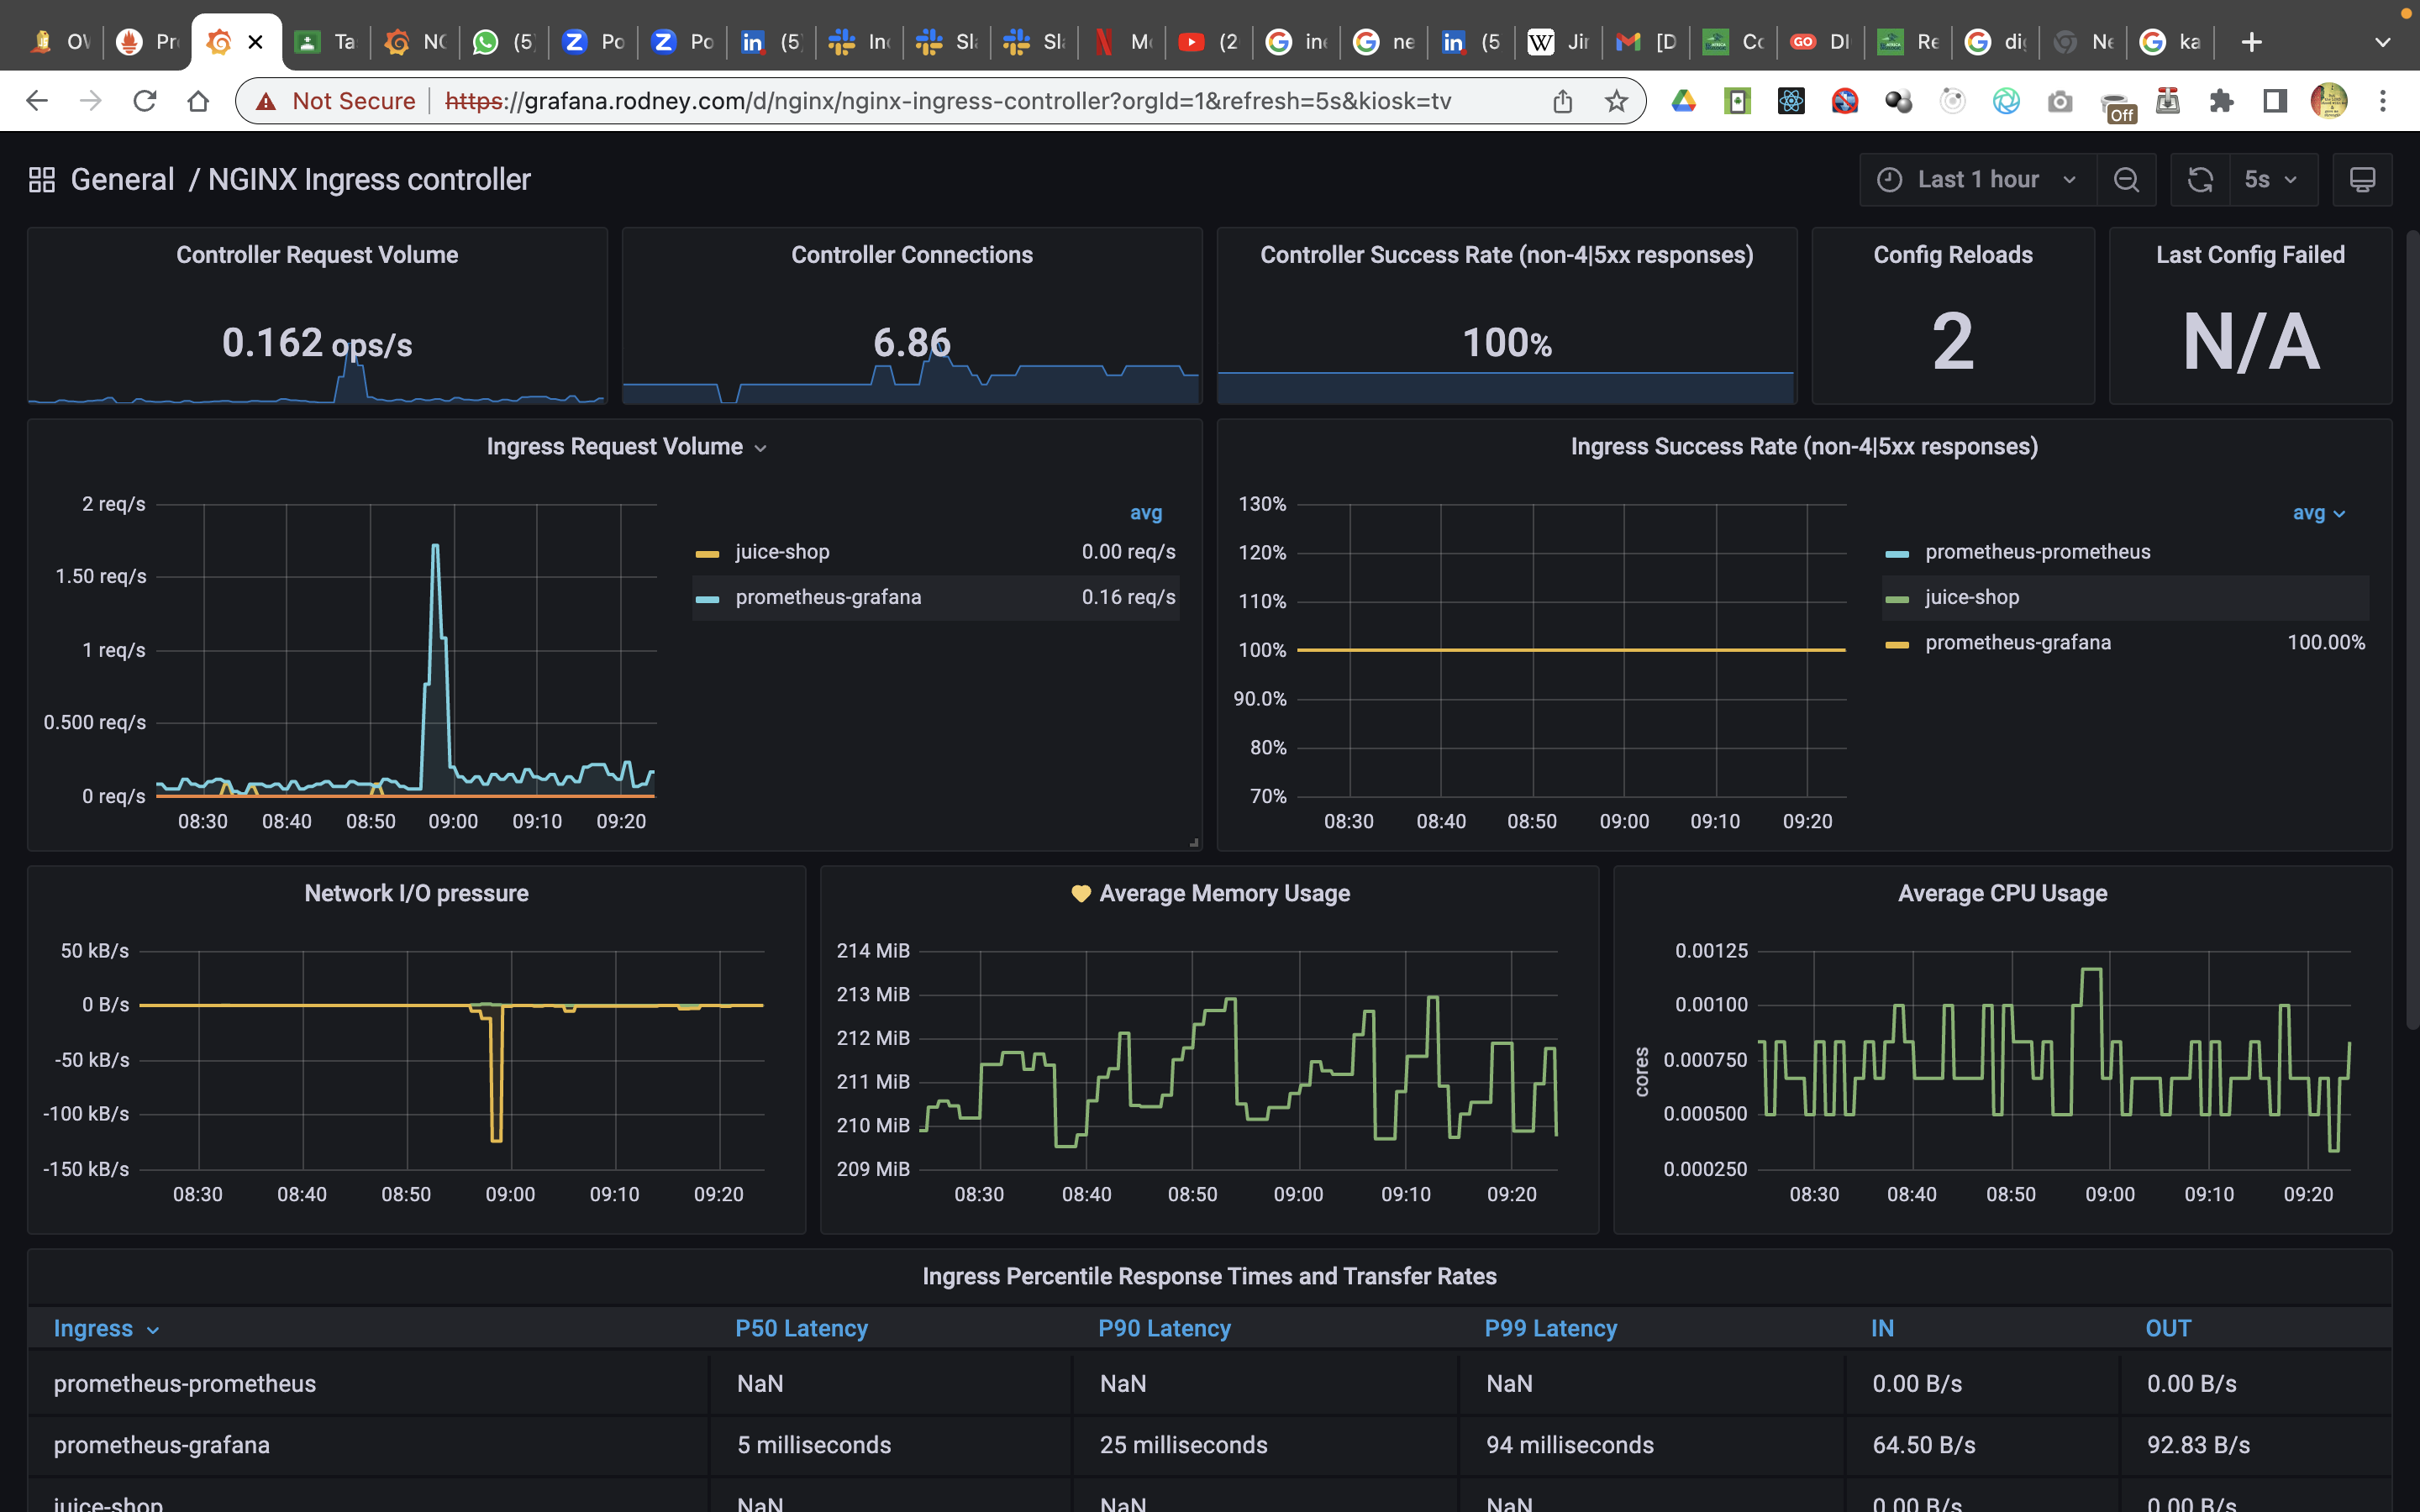 OV Pr Ta NC (5 Po Po (5 In Sl Sl M (2 in ne (5 Jir [D Cc DI Re di Ne ka
Not Secure https://grafana.rodney.com/d/nginx/nginx-ingress-controller?orgId=1&refresh=5s&kiosk=tv Off
General / NGINX Ingress controller Last 1 hour 5s
Controller Request Volume
0.162 ops/s
Controller Connections
6.86
Controller Success Rate (non-4|5xx responses)
100%
Config Reloads
2
Last Config Failed
N/A
Ingress Request Volume
2 req/s
1.50 req/s
1 req/s
0.500 req/s
0 req/s
08:30 08:40 08:50 09:00 09:10 09:20
avg
juice-shop 0.00 req/s
prometheus-grafana 0.16 req/s
Ingress Success Rate (non-4|5xx responses)
130%
120%
110%
100%
90.0%
80%
70%
08:30 08:40 08:50 09:00 09:10 09:20
avg
prometheus-prometheus
juice-shop
prometheus-grafana 100.00%
Network I/O pressure
50 kB/s
0 B/s
-50 kB/s
-100 kB/s
-150 kB/s
08:30 08:40 08:50 09:00 09:10 09:20
Average Memory Usage
214 MiB
213 MiB
212 MiB
211 MiB
210 MiB
209 MiB
08:30 08:40 08:50 09:00 09:10 09:20
Average CPU Usage
cores
0.00125
0.00100
0.000750
0.000500
0.000250
08:30 08:40 08:50 09:00 09:10 09:20
Ingress Percentile Response Times and Transfer Rates
Ingress P50 Latency P90 Latency P99 Latency IN OUT
prometheus-prometheus NaN NaN NaN 0.00 B/s 0.00 B/s
prometheus-grafana 5 milliseconds 25 milliseconds 94 milliseconds 64.50 B/s 92.83 B/s
juice-shop NaN NaN NaN 0.00 B/s 0.00 B/s